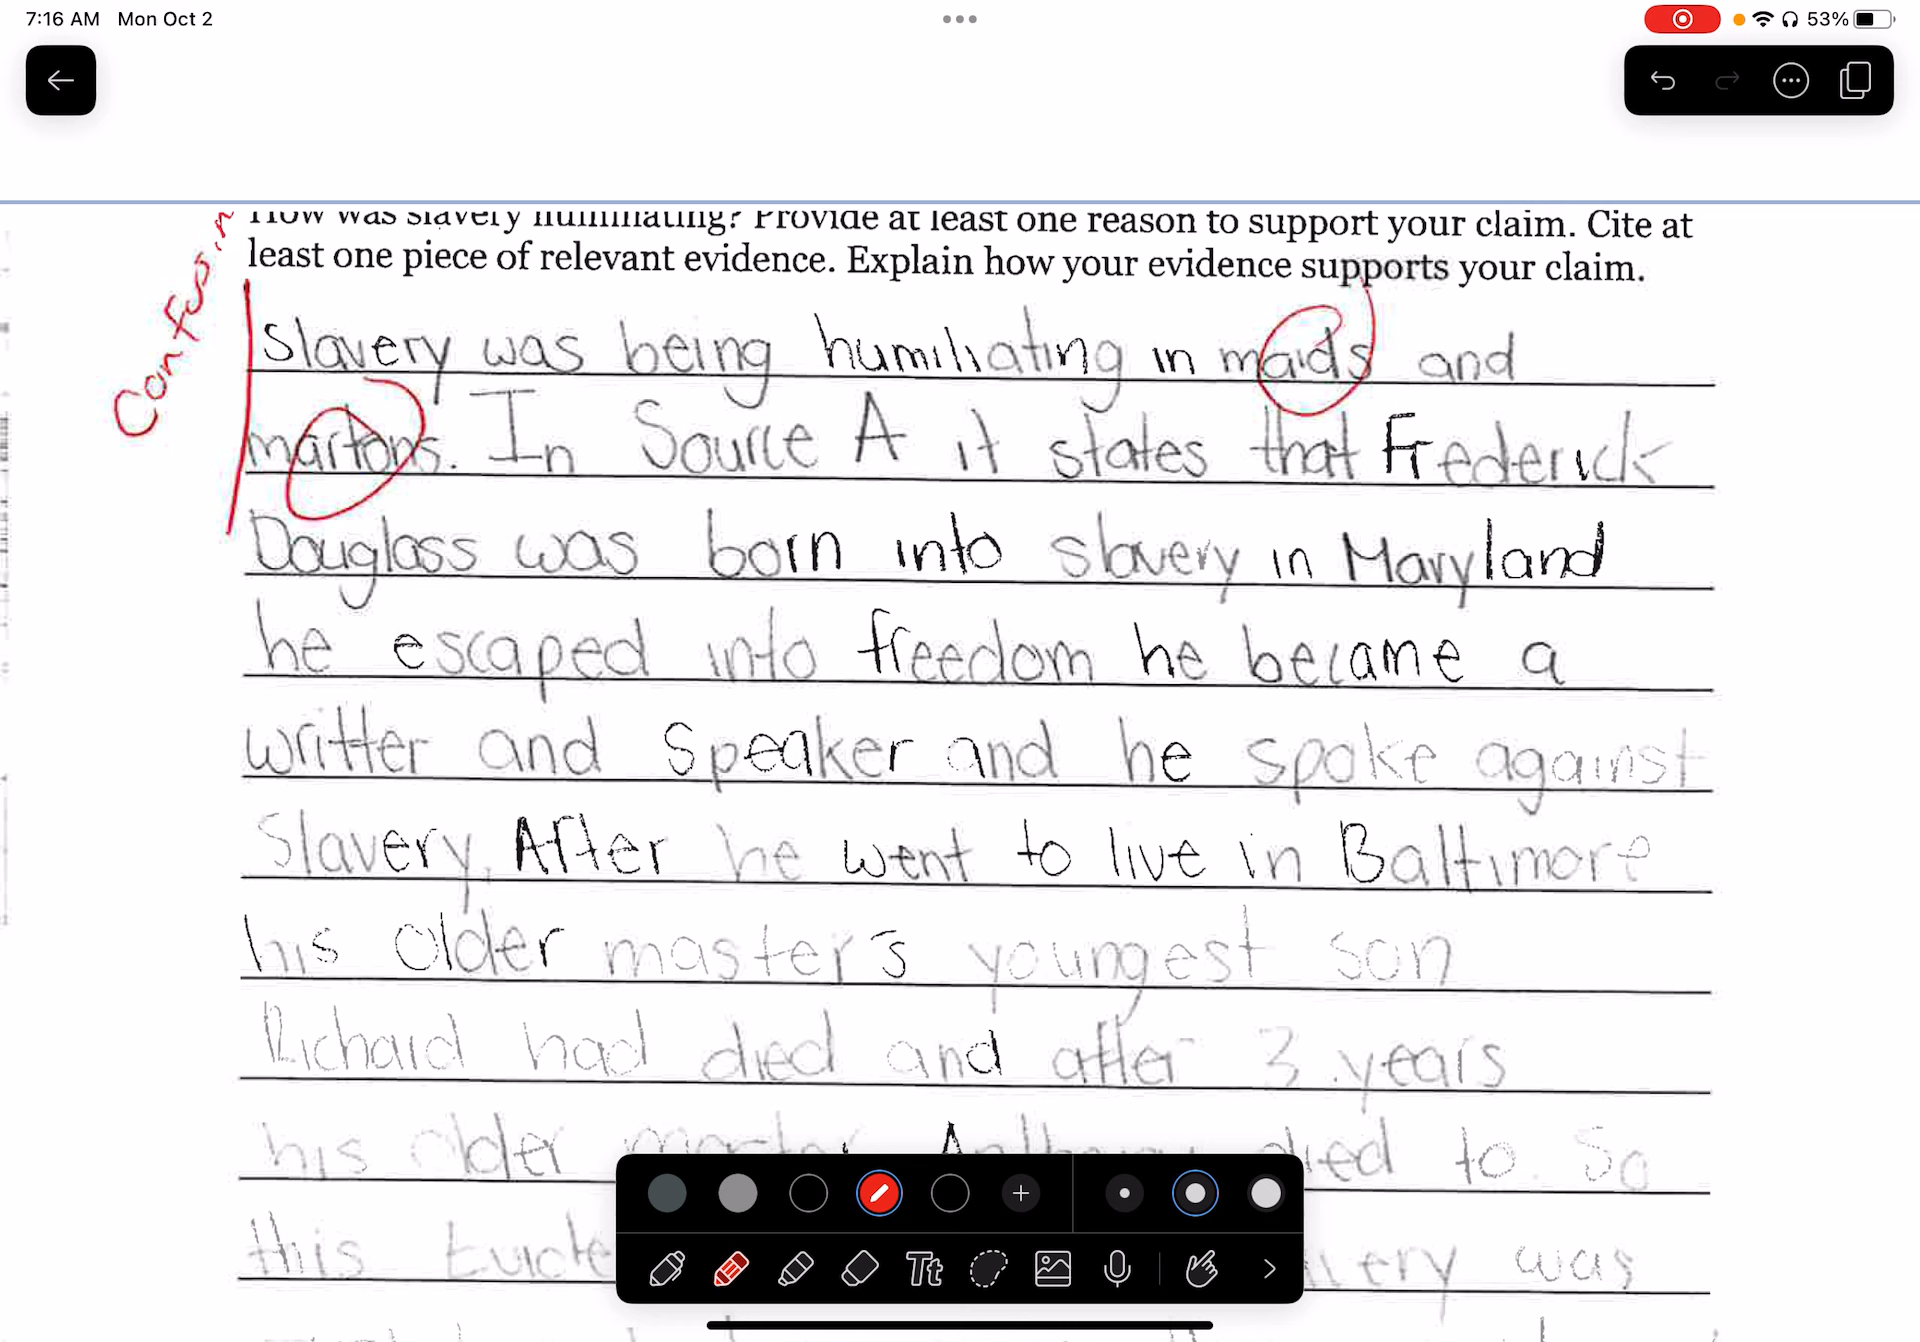 7:16 AM Mon Oct 2
53%
How was slavery humiliating? Provide at least one reason to support your claim. Cite at
least one piece of relevant evidence. Explain how your evidence supports your claim.
Slavery was being humiliating in maids and
martons. In Source A it states that Frederick
Douglass was born into slavery in Maryland
he escaped into freedom he became a
writter and speaker and he spoke against
Slavery. After he went to live in Baltimore
his older master's youngest son
Richard had died and after 3 years
his older died to. So
this was
Tt